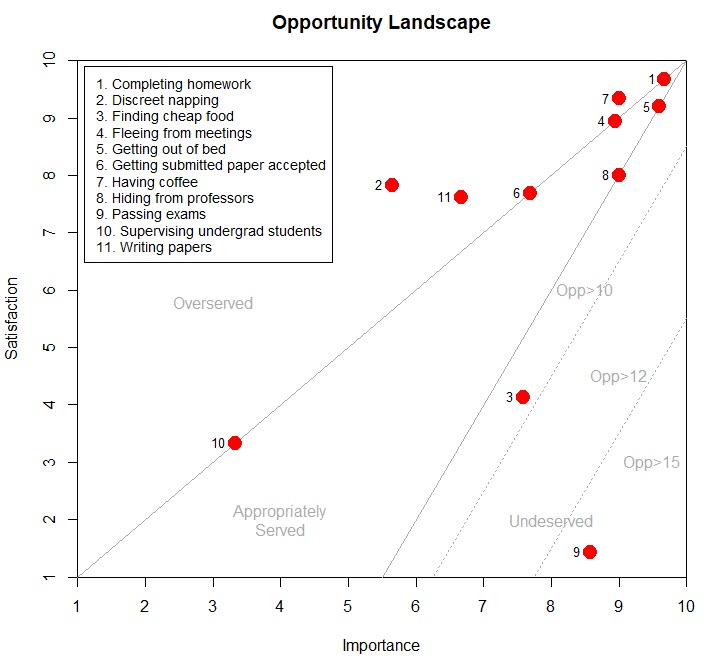 Opportunity Landscape
1. Completing homework
2. Discreet napping
3. Finding cheap food
4. Fleeing from meetings
5. Getting out of bed
6. Getting submitted paper accepted
7. Having coffee
8. Hiding from professors
9. Passing exams
10. Supervising undergrad students
11. Writing papers
10
9
8
7
6
5
4
3
2
1
Satisfaction
1
7
5
4
8
2
11
6
Opp>10
Overserved
Opp>12
3
10
Opp>15
Appropriately
Served
Undeserved
9
1 2 3 4 5 6 7 8 9 10
Importance